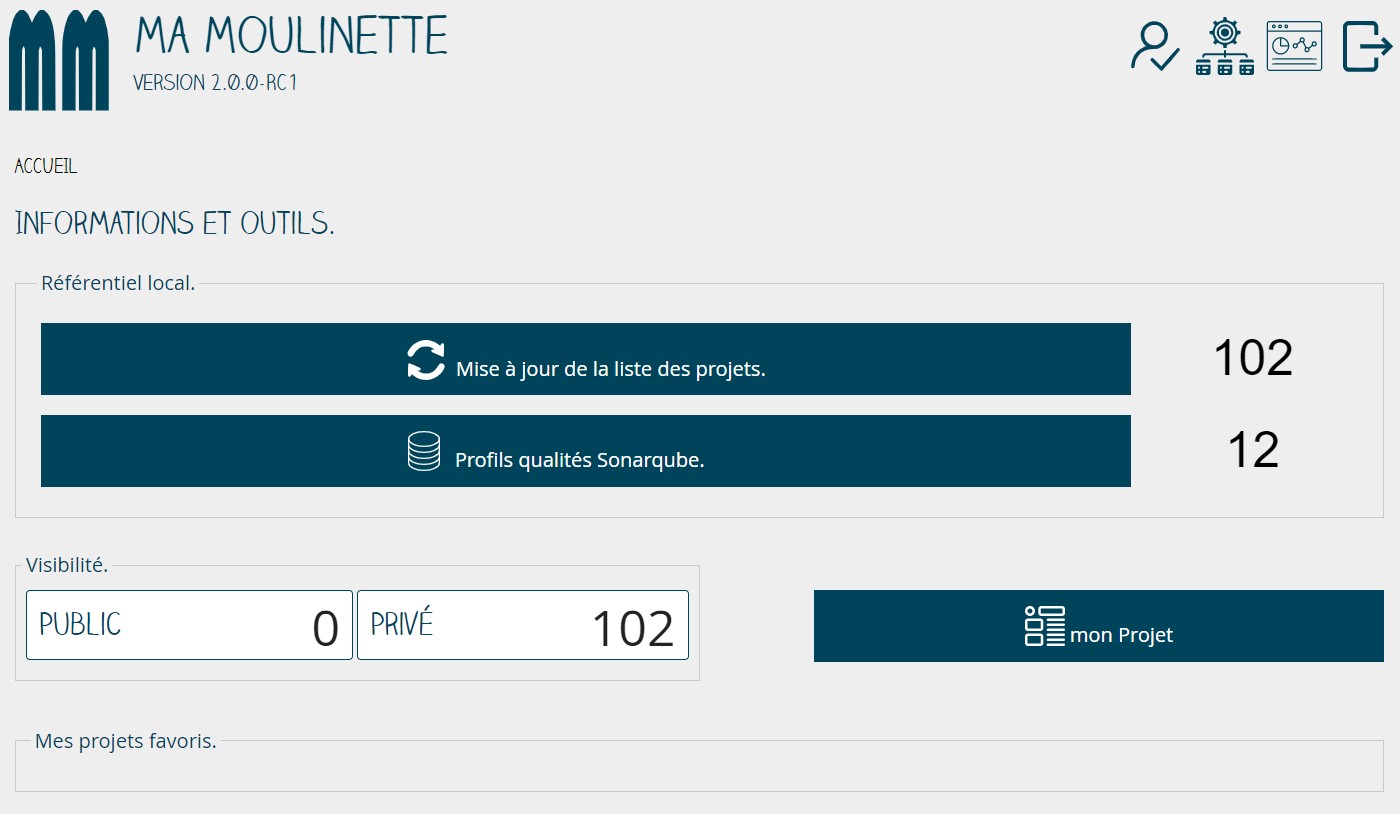 MA MOULINETTE
VERSION 2.0.0-RC1
ACCUEIL
INFORMATIONS ET OUTILS.
Référentiel local.
Mise à jour de la liste des projets.
102
Profils qualités Sonarqube.
12
Visibilité.
PUBLIC 0 PRIVÉ 102
mon Projet
Mes projets favoris.